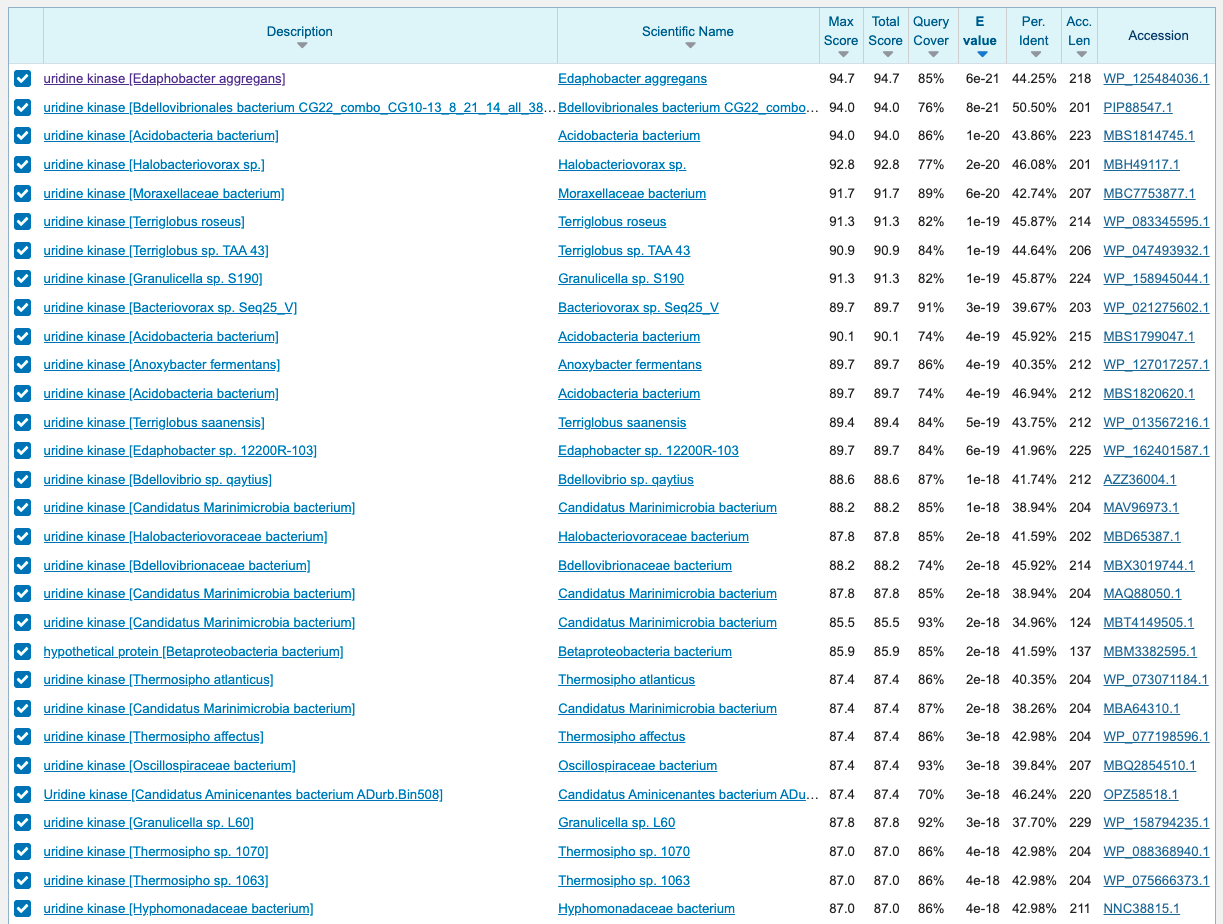 Description Scientific Name Max Score Total Score Query Cover E value Per. Ident Acc. Len Accession
uridine kinase [Edaphobacter aggregans] Edaphobacter aggregans 94.7 94.7 85% 6e-21 44.25% 218 WP_125484036.1
uridine kinase [Bdellovibrionales bacterium CG22_combo_CG10-13_8_21_14_all_38... Bdellovibrionales bacterium CG22_combo... 94.0 94.0 76% 8e-21 50.50% 201 PIP88547.1
uridine kinase [Acidobacteria bacterium] Acidobacteria bacterium 94.0 94.0 86% 1e-20 43.86% 223 MBS1814745.1
uridine kinase [Halobacteriovorax sp.] Halobacteriovorax sp. 92.8 92.8 77% 2e-20 46.08% 201 MBH49117.1
uridine kinase [Moraxellaceae bacterium] Moraxellaceae bacterium 91.7 91.7 89% 6e-20 42.74% 207 MBC7753877.1
uridine kinase [Terriglobus roseus] Terriglobus roseus 91.3 91.3 82% 1e-19 45.87% 214 WP_083345595.1
uridine kinase [Terriglobus sp. TAA 43] Terriglobus sp. TAA 43 90.9 90.9 84% 1e-19 44.64% 206 WP_047493932.1
uridine kinase [Granulicella sp. S190] Granulicella sp. S190 91.3 91.3 82% 1e-19 45.87% 224 WP_158945044.1
uridine kinase [Bacteriovorax sp. Seq25_V] Bacteriovorax sp. Seq25_V 89.7 89.7 91% 3e-19 39.67% 203 WP_021275602.1
uridine kinase [Acidobacteria bacterium] Acidobacteria bacterium 90.1 90.1 74% 4e-19 45.92% 215 MBS1799047.1
uridine kinase [Anoxybacter fermentans] Anoxybacter fermentans 89.7 89.7 86% 4e-19 40.35% 212 WP_127017257.1
uridine kinase [Acidobacteria bacterium] Acidobacteria bacterium 89.7 89.7 74% 4e-19 46.94% 212 MBS1820620.1
uridine kinase [Terriglobus saanensis] Terriglobus saanensis 89.4 89.4 84% 5e-19 43.75% 212 WP_013567216.1
uridine kinase [Edaphobacter sp. 12200R-103] Edaphobacter sp. 12200R-103 89.7 89.7 84% 6e-19 41.96% 225 WP_162401587.1
uridine kinase [Bdellovibrio sp. qaytius] Bdellovibrio sp. qaytius 88.6 88.6 87% 1e-18 41.74% 212 AZZ36004.1
uridine kinase [Candidatus Marinimicrobia bacterium] Candidatus Marinimicrobia bacterium 88.2 88.2 85% 1e-18 38.94% 204 MAV96973.1
uridine kinase [Halobacteriovoraceae bacterium] Halobacteriovoraceae bacterium 87.8 87.8 85% 2e-18 41.59% 202 MBD65387.1
uridine kinase [Bdellovibrionaceae bacterium] Bdellovibrionaceae bacterium 88.2 88.2 74% 2e-18 45.92% 214 MBX3019744.1
uridine kinase [Candidatus Marinimicrobia bacterium] Candidatus Marinimicrobia bacterium 87.8 87.8 85% 2e-18 38.94% 204 MAQ88050.1
uridine kinase [Candidatus Marinimicrobia bacterium] Candidatus Marinimicrobia bacterium 85.5 85.5 93% 2e-18 34.96% 124 MBT4149505.1
hypothetical protein [Betaproteobacteria bacterium] Betaproteobacteria bacterium 85.9 85.9 85% 2e-18 41.59% 137 MBM3382595.1
uridine kinase [Thermosipho atlanticus] Thermosipho atlanticus 87.4 87.4 86% 2e-18 40.35% 204 WP_073071184.1
uridine kinase [Candidatus Marinimicrobia bacterium] Candidatus Marinimicrobia bacterium 87.4 87.4 87% 2e-18 38.26% 204 MBA64310.1
uridine kinase [Thermosipho affectus] Thermosipho affectus 87.4 87.4 86% 3e-18 42.98% 204 WP_077198596.1
uridine kinase [Oscillospiraceae bacterium] Oscillospiraceae bacterium 87.4 87.4 93% 3e-18 39.84% 207 MBQ2854510.1
Uridine kinase [Candidatus Aminicenantes bacterium ADurb.Bin508] Candidatus Aminicenantes bacterium ADu... 87.4 87.4 70% 3e-18 46.24% 220 OPZ58518.1
uridine kinase [Granulicella sp. L60] Granulicella sp. L60 87.8 87.8 92% 3e-18 37.70% 229 WP_158794235.1
uridine kinase [Thermosipho sp. 1070] Thermosipho sp. 1070 87.0 87.0 86% 4e-18 42.98% 204 WP_088368940.1
uridine kinase [Thermosipho sp. 1063] Thermosipho sp. 1063 87.0 87.0 86% 4e-18 42.98% 204 WP_075666373.1
uridine kinase [Hyphomonadaceae bacterium] Hyphomonadaceae bacterium 87.0 87.0 86% 4e-18 42.98% 211 NNC38815.1